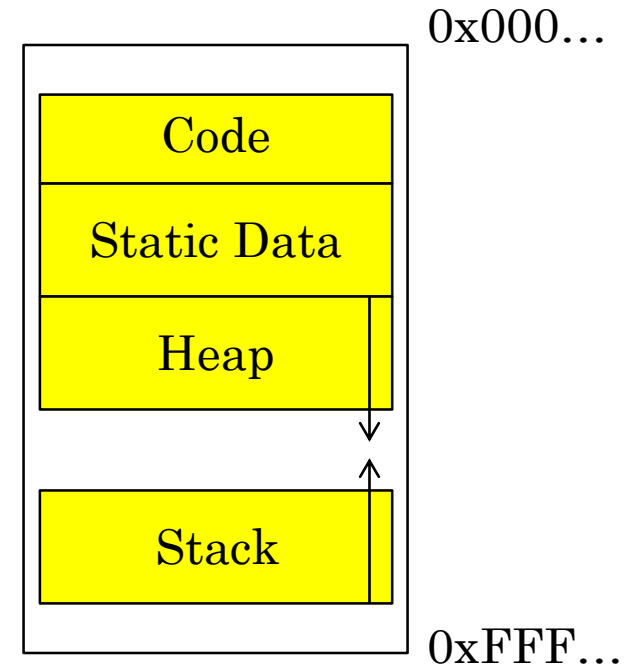 0x000…
Code
Static Data
Heap
Stack
0xFFF…